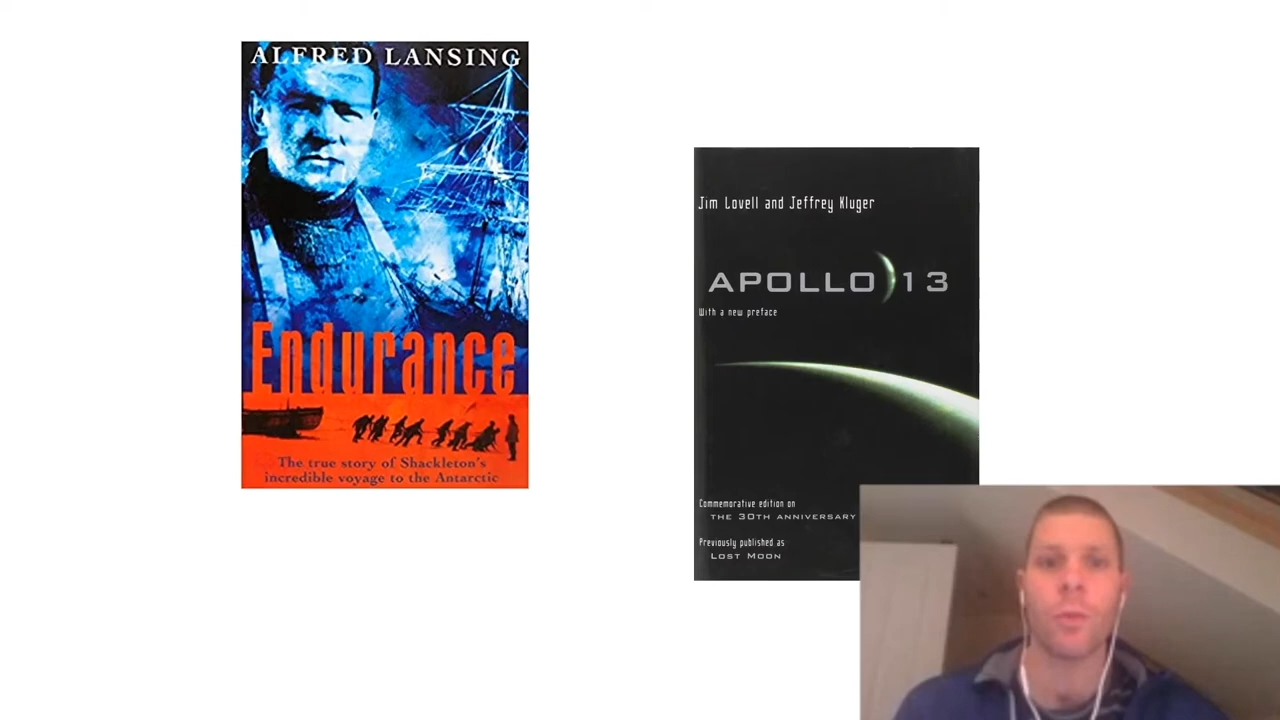 ALFRED LANSING
Endurance
The true story of Shackleton's
incredible voyage to the Antarctic
Jim Lovell and Jeffrey Kluger
APOLLO 13
With a new preface
Commemorative edition on
THE 30TH ANNIVERSARY
Previously published as
LOST MOON